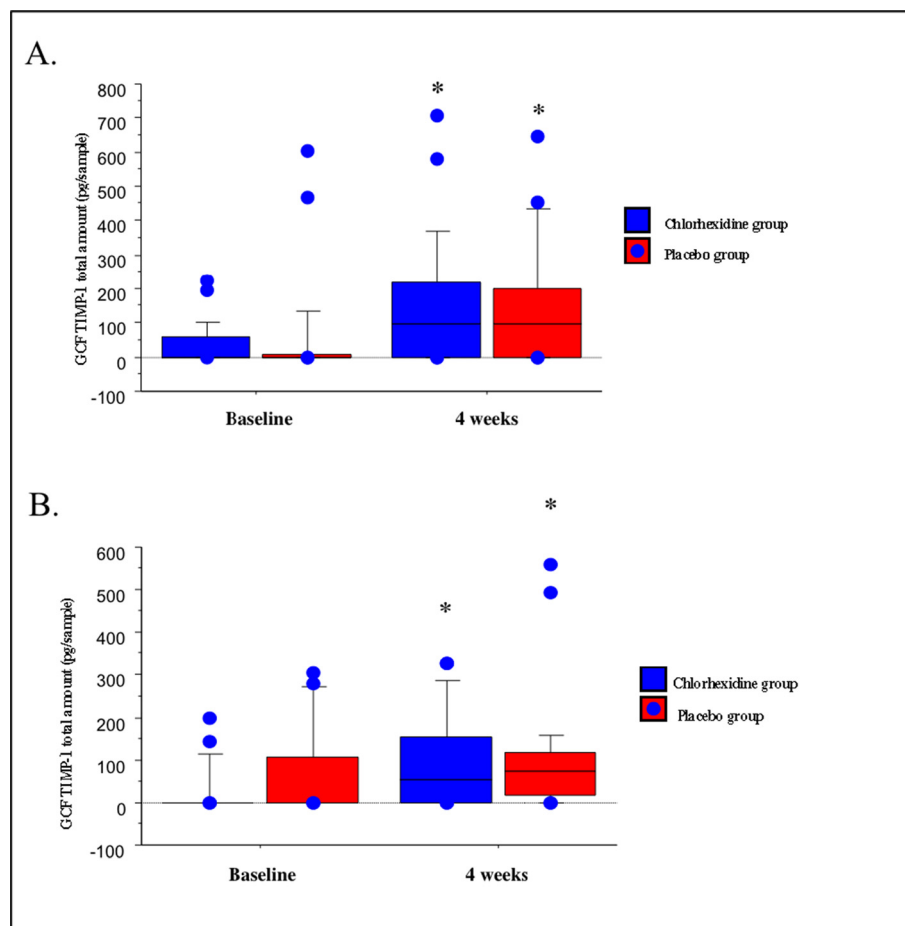 A.
GCF TIMP-1 total amount (pg/sample)
800
700
600
500
400
300
200
100
0
-100
*
*
Baseline
4 weeks
Chlorhexidine group
Placebo group
B.
GCF TIMP-1 total amount (pg/sample)
600
500
400
300
200
100
0
-100
*
*
Baseline
4 weeks
Chlorhexidine group
Placebo group